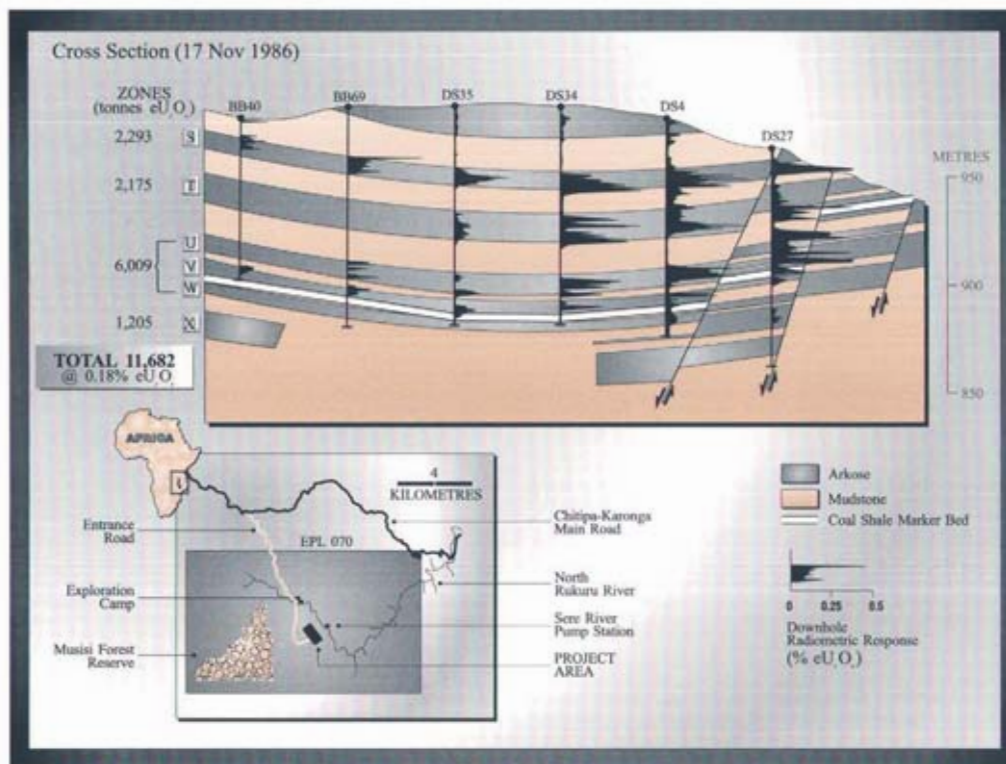 Cross Section (17 Nov 1986)
ZONES
(tonnes eU₃O₈)
BB40
BB69
DS35
DS34
DS4
DS27
2,293 S
2,175 T
U
6,009 V
W
1,205 X
TOTAL 11,682
@ 0.18% eU₃O₈
METRES
950
900
850
AFRICA
4
KILOMETRES
Entrance
Road
EPL 070
Exploration
Camp
Musisi Forest
Reserve
Chitipa-Karonga
Main Road
North
Rukuru River
Sere River
Pump Station
PROJECT
AREA
Arkose
Mudstone
Coal Shale Marker Bed
0 0.25 0.5
Downhole
Radiometric Response
(% eU₃O₈)